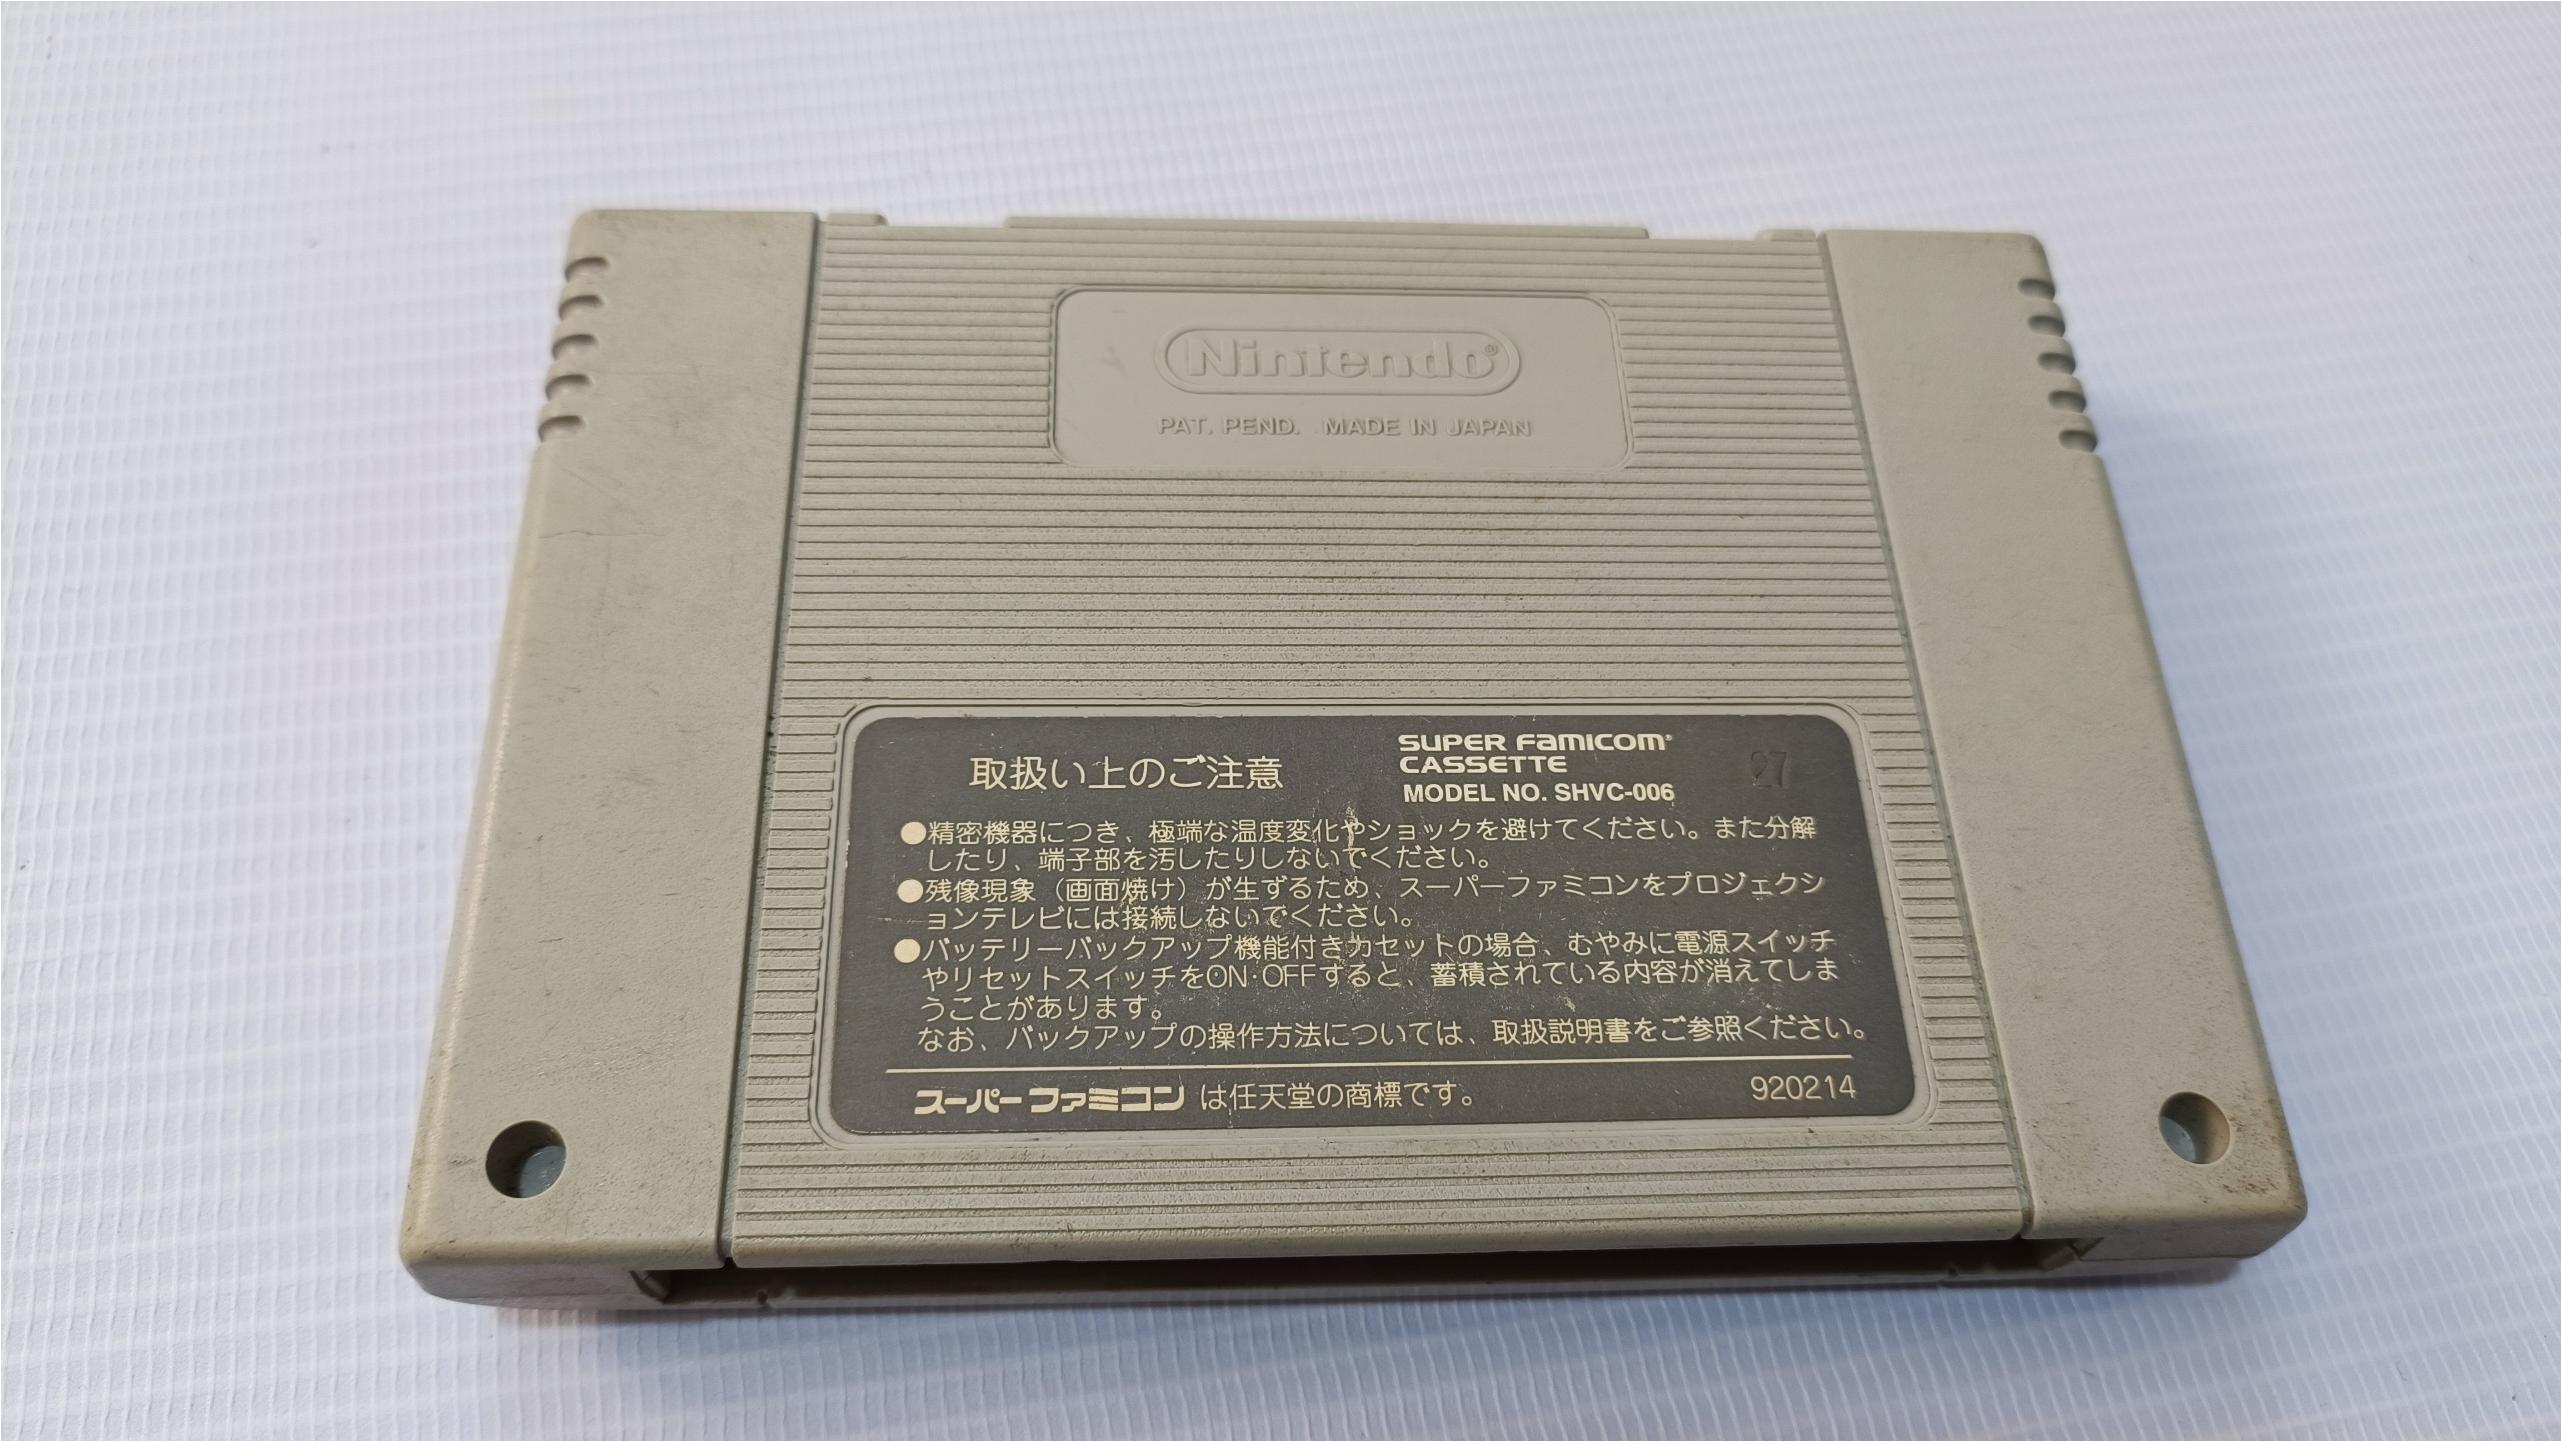 Nintendo®
PAT. PEND. MADE IN JAPAN
取扱い上のご注意
SUPER FAMICOM®
CASSETTE
MODEL NO. SHVC-006
27
●精密機器につき、極端な温度変化やショックを避けてください。また分解
したり、端子部を汚したりしないでください。
●残像現象（画面焼け）が生ずるため、スーパーファミコンをプロジェクシ
ョンテレビには接続しないでください。
●バッテリーバックアップ機能付きカセットの場合、むやみに電源スイッチ
やリセットスイッチをON·OFFすると、蓄積されている内容が消えてしま
うことがあります。
なお、バックアップの操作方法については、取扱説明書をご参照ください。
スーパーファミコン は任天堂の商標です。
920214